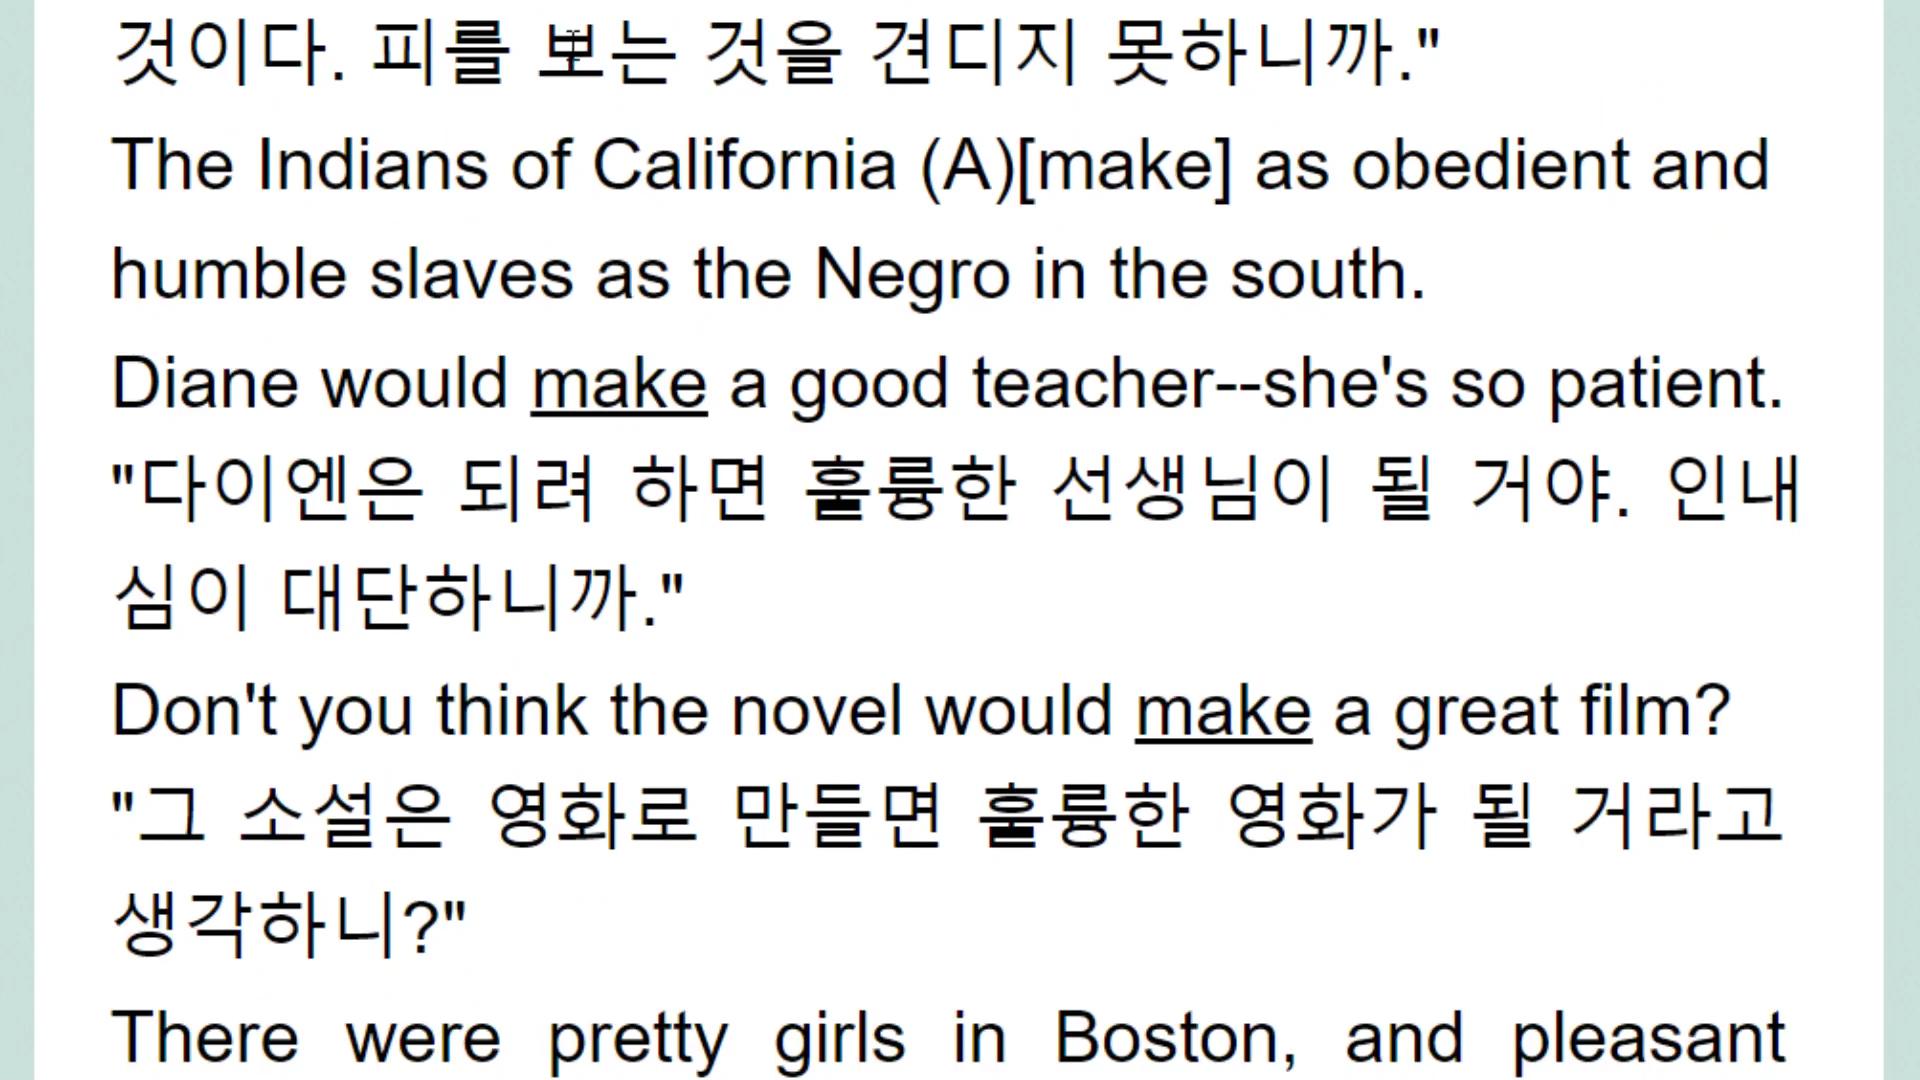 것이다. 피를 보는 것을 견디지 못하니까."
The Indians of California (A)[make] as obedient and
humble slaves as the Negro in the south.
Diane would make a good teacher--she's so patient.
"다이엔은 되려 하면 훌륭한 선생님이 될 거야. 인내
심이 대단하니까."
Don't you think the novel would make a great film?
"그 소설은 영화로 만들면 훌륭한 영화가 될 거라고
생각하니?"
There were pretty girls in Boston, and pleasant